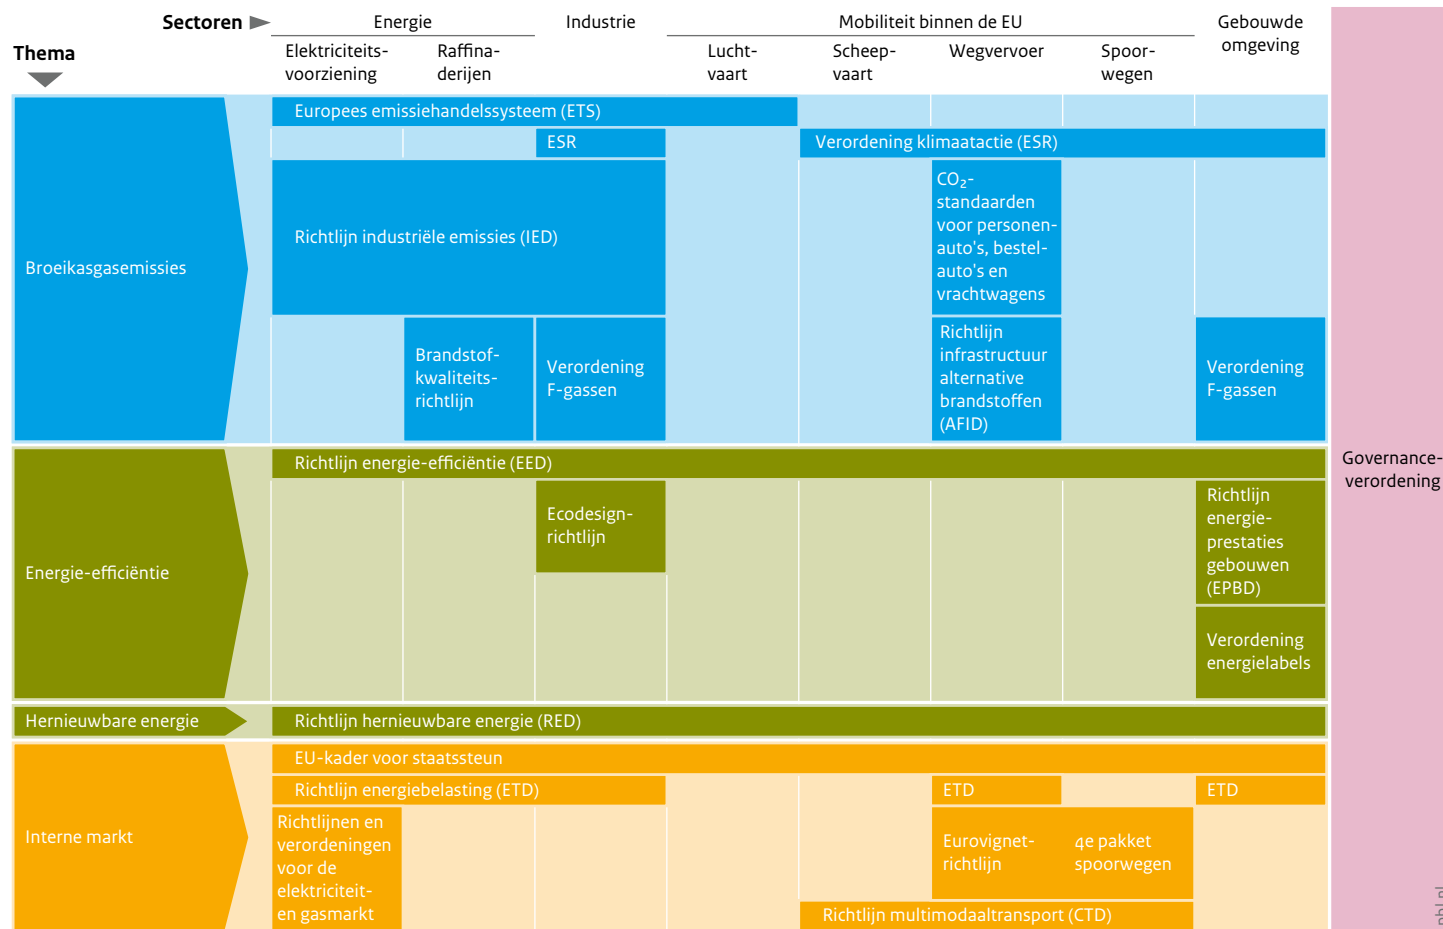 Sectoren
Energie
Industrie
Mobiliteit binnen de EU
Gebouwde
omgeving
Thema
Elektriciteits-
voorziening
Raffina-
derijen
Lucht-
vaart
Scheep-
vaart
Wegvervoer
Spoor-
wegen
Broeikasgasemissies
Europees emissiehandelssysteem (ETS)
ESR
Verordening klimaatactie (ESR)
Richtlijn industriële emissies (IED)
CO₂-
standaarden
voor personen-
auto's, bestel-
auto's en
vrachtwagens
Brandstof-
kwaliteits-
richtlijn
Verordening
F-gassen
Richtlijn
infrastructuur
alternative
brandstoffen
(AFID)
Verordening
F-gassen
Energie-efficiëntie
Richtlijn energie-efficiëntie (EED)
Ecodesign-
richtlijn
Richtlijn
energie-
prestaties
gebouwen
(EPBD)
Verordening
energielabels
Hernieuwbare energie
Richtlijn hernieuwbare energie (RED)
Interne markt
EU-kader voor staatssteun
Richtlijn energiebelasting (ETD)
ETD
ETD
Richtlijnen en
verordeningen
voor de
elektriciteit-
en gasmarkt
Eurovignet-
richtlijn
4e pakket
spoorwegen
Richtlijn multimodaaltransport (CTD)
Governance-
verordening
pbl.nl